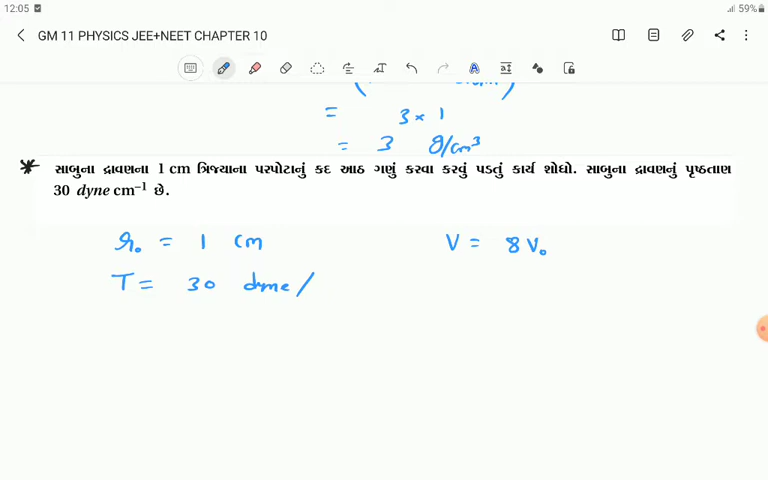 12:05 59%
GM 11 PHYSICS JEE+NEET CHAPTER 10
= 3 × 1
= 3 g/cm³
* સાબુના દ્રાવણના 1 cm ત્રિજ્યાના પરપોટાનું કદ આઠ ગણું કરવા કરવું પડતું કાર્ય શોધો. સાબુના દ્રાવણનું પૃષ્ઠતાણ
30 dyne cm⁻¹ છે.
r₀ = 1 cm V = 8 V₀
T = 30 dyne /